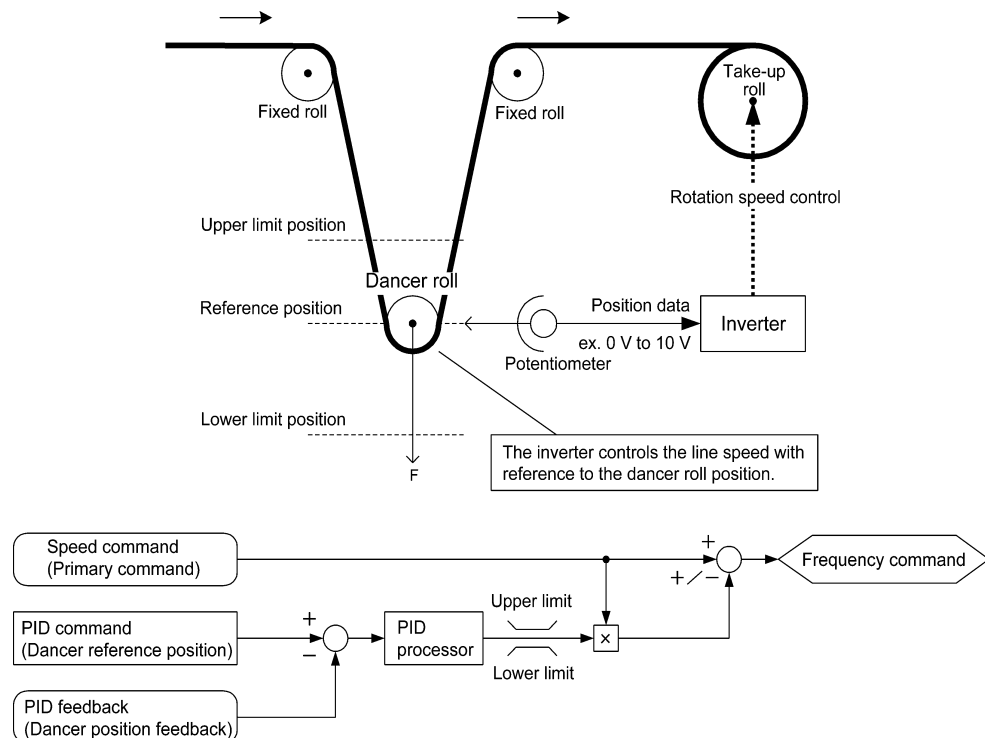 Take-up
roll
Fixed roll
Fixed roll
Rotation speed control
Upper limit position
Dancer roll
Reference position
Position data
Inverter
ex. 0 V to 10 V
Potentiometer
Lower limit position
The inverter controls the line speed with
reference to the dancer roll position.
F
Speed command
(Primary command)
+
+/−
Frequency command
PID command
(Dancer reference position)
+
−
PID
processor
Upper limit
Lower limit
×
PID feedback
(Dancer position feedback)